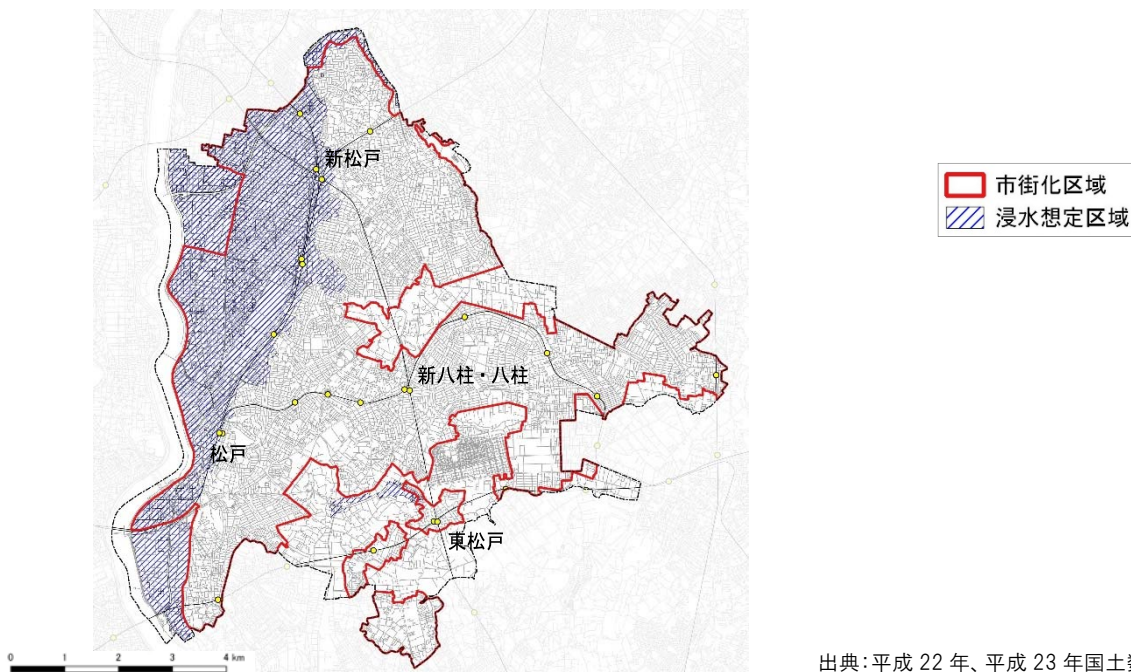 新松戸
新八柱・八柱
松戸
東松戸
市街化区域
浸水想定区域
0 1 2 3 4 km
出典:平成 22 年、平成 23 年国土